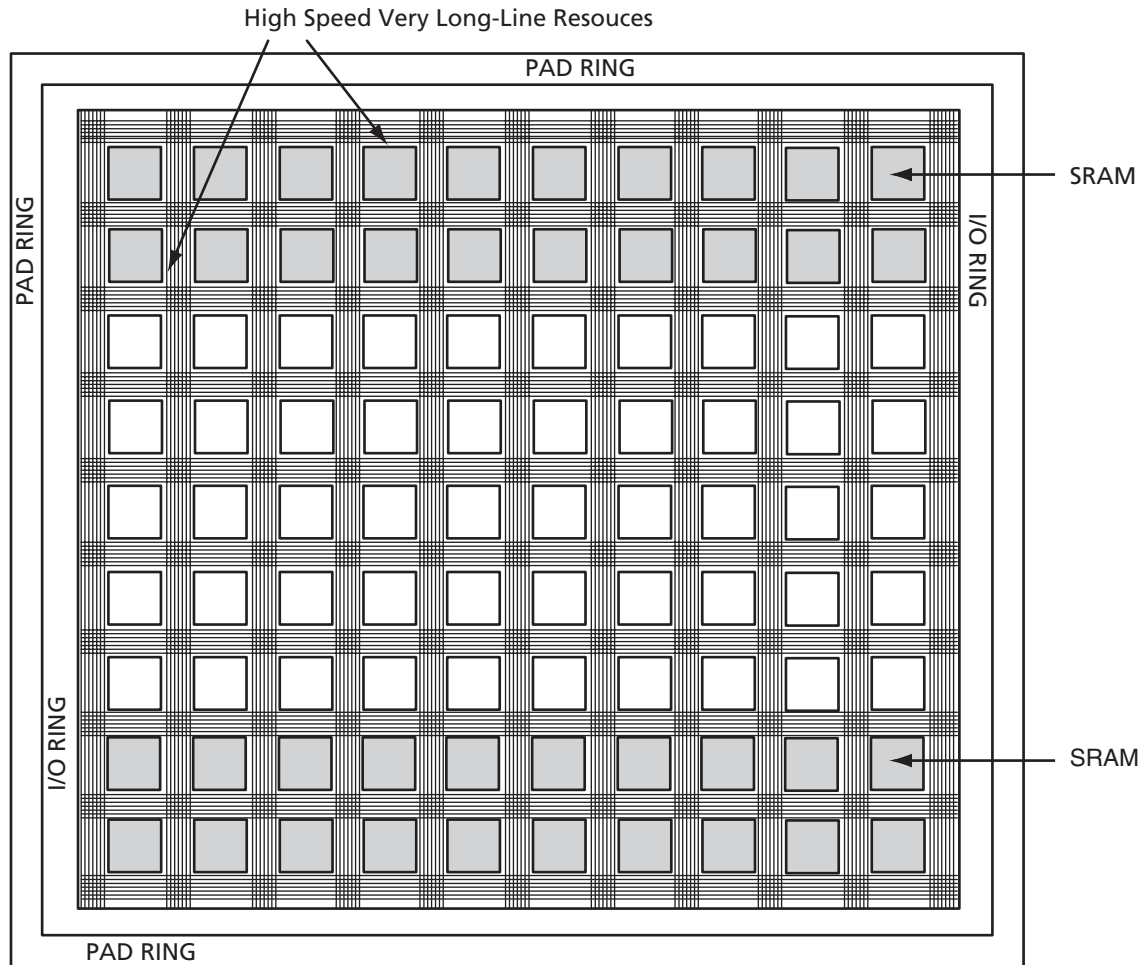 High Speed Very Long-Line Resouces
PAD RING
SRAM
PAD RING
I/O RING
I/O RING
SRAM
PAD RING